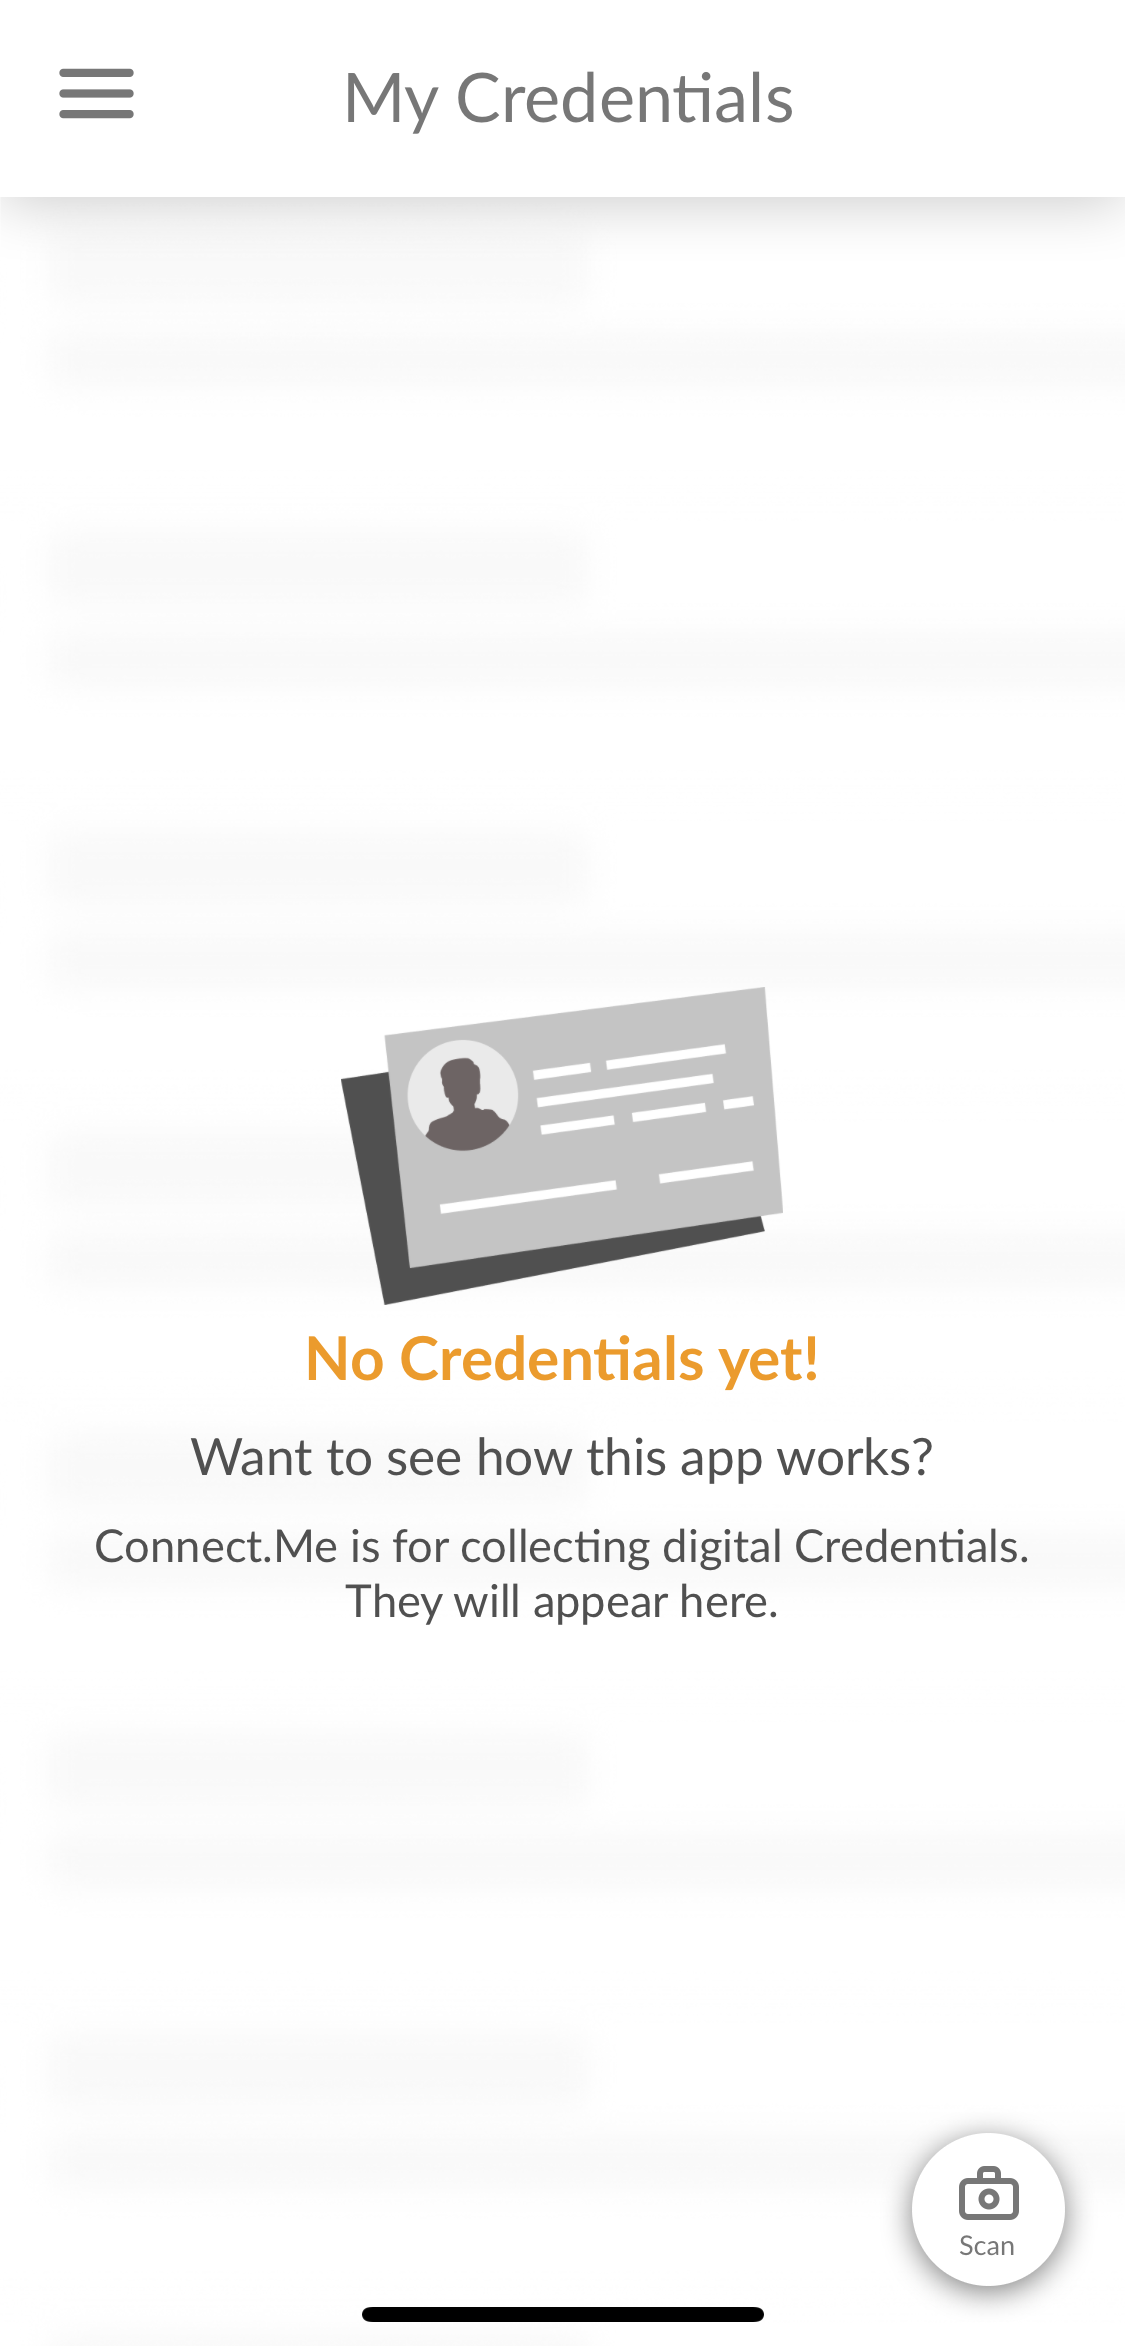 My Credentials
No Credentials yet!
Want to see how this app works?
Connect.Me is for collecting digital Credentials.
They will appear here.
Scan